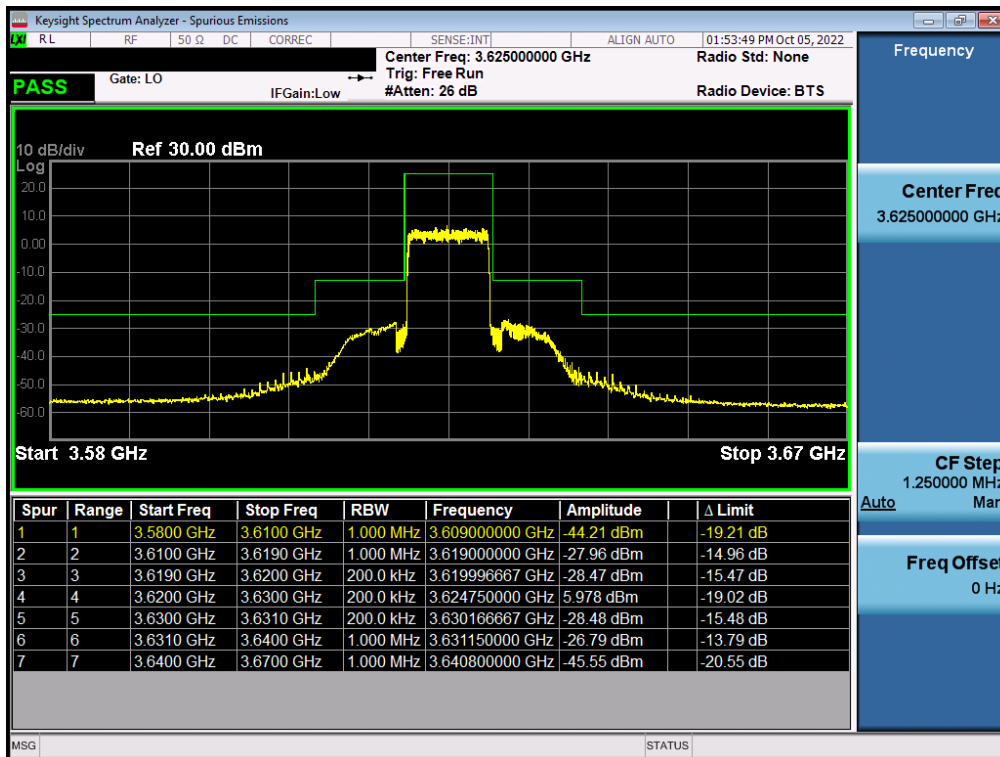 Keysight Spectrum Analyzer - Spurious Emissions
LXI RL RF 50 Ω DC CORREC SENSE:INT ALIGN AUTO 01:53:49 PM Oct 05, 2022
Center Freq: 3.625000000 GHz Radio Std: None
Gate: LO Trig: Free Run
PASS IFGain:Low #Atten: 26 dB Radio Device: BTS
10 dB/div Ref 30.00 dBm
Log
20.0
10.0
0.00
-10.0
-20.0
-30.0
-40.0
-50.0
-60.0
Start 3.58 GHz Stop 3.67 GHz
Spur Range Start Freq Stop Freq RBW Frequency Amplitude Δ Limit
1 1 3.5800 GHz 3.6100 GHz 1.000 MHz 3.609000000 GHz -44.21 dBm -19.21 dB
2 2 3.6100 GHz 3.6190 GHz 1.000 MHz 3.619000000 GHz -27.96 dBm -14.96 dB
3 3 3.6190 GHz 3.6200 GHz 200.0 kHz 3.619996667 GHz -28.47 dBm -15.47 dB
4 4 3.6200 GHz 3.6300 GHz 200.0 kHz 3.624750000 GHz 5.978 dBm -19.02 dB
5 5 3.6300 GHz 3.6310 GHz 200.0 kHz 3.630166667 GHz -28.48 dBm -15.48 dB
6 6 3.6310 GHz 3.6400 GHz 1.000 MHz 3.631150000 GHz -26.79 dBm -13.79 dB
7 7 3.6400 GHz 3.6700 GHz 1.000 MHz 3.640800000 GHz -45.55 dBm -20.55 dB
MSG STATUS
Frequency
Center Freq
3.625000000 GHz
CF Step
1.250000 MHz
Auto Man
Freq Offset
0 Hz